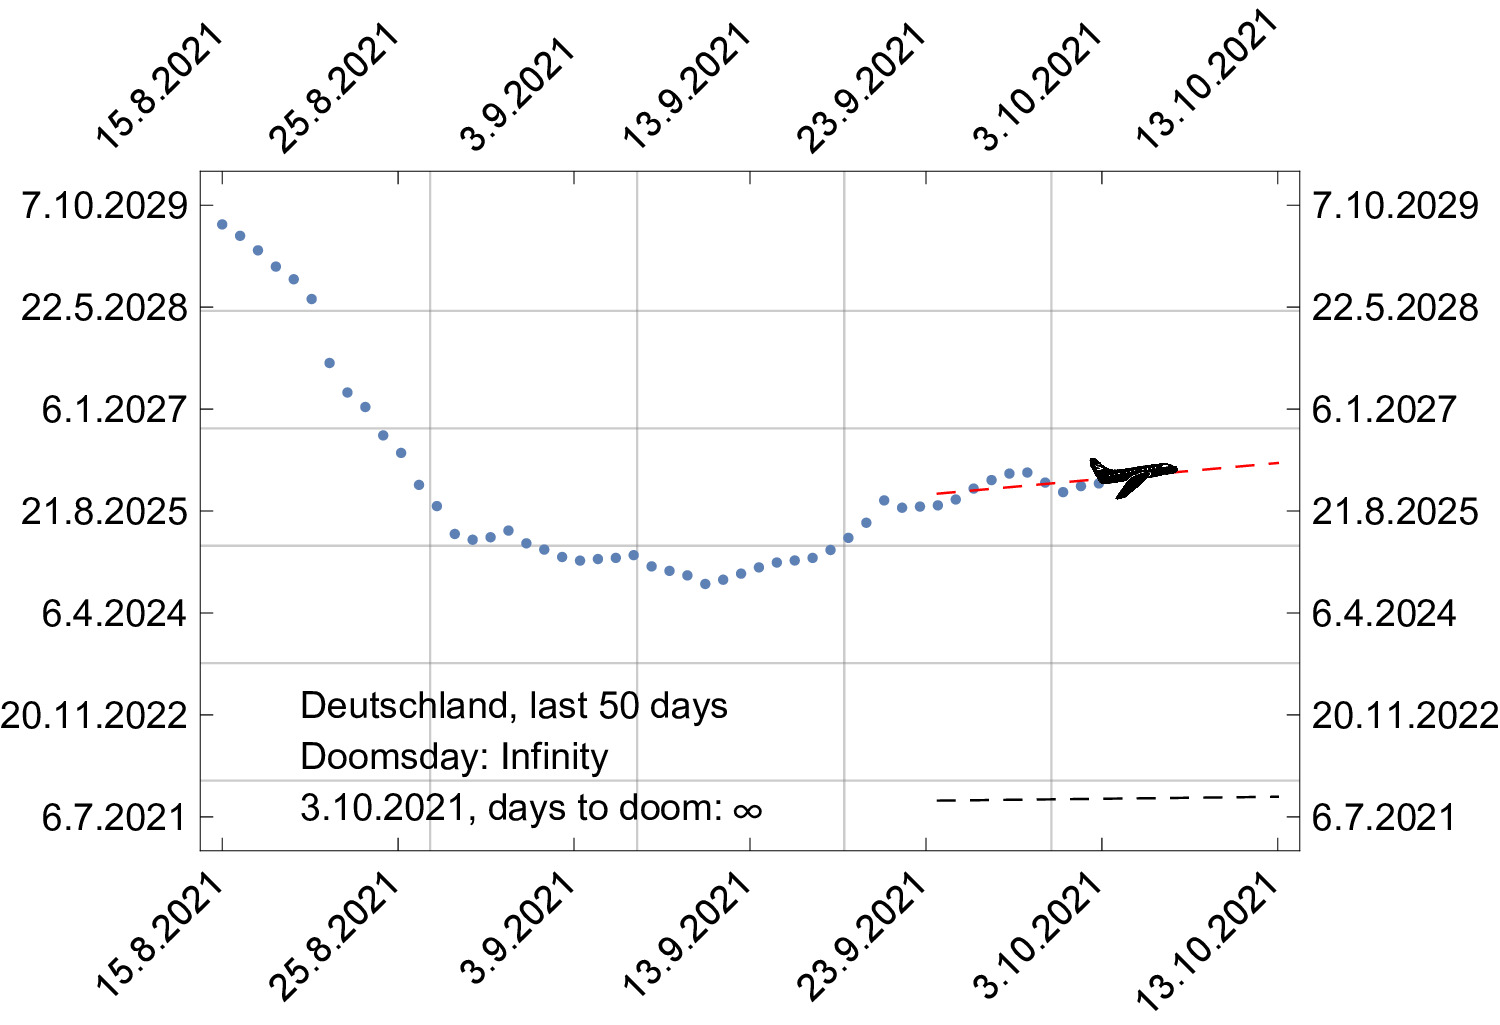 15.8.2021 25.8.2021 3.9.2021 13.9.2021 23.9.2021 3.10.2021 13.10.2021
7.10.2029 7.10.2029
22.5.2028 22.5.2028
6.1.2027 6.1.2027
21.8.2025 21.8.2025
6.4.2024 6.4.2024
20.11.2022 20.11.2022
Deutschland, last 50 days
Doomsday: Infinity
3.10.2021, days to doom: ∞
6.7.2021 6.7.2021
15.8.2021 25.8.2021 3.9.2021 13.9.2021 23.9.2021 3.10.2021 13.10.2021